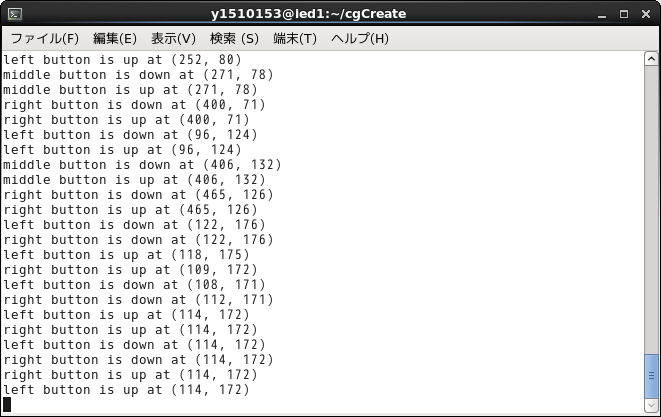 y1510153@ied1:~/cgCreate
ファイル(F) 編集(E) 表示(V) 検索 (S) 端末(T) ヘルプ(H)
left button is up at (252, 80)
middle button is down at (271, 78)
middle button is up at (271, 78)
right button is down at (400, 71)
right button is up at (400, 71)
left button is down at (96, 124)
left button is up at (96, 124)
middle button is down at (406, 132)
middle button is up at (406, 132)
right button is down at (465, 126)
right button is up at (465, 126)
left button is down at (122, 176)
right button is down at (122, 176)
left button is up at (118, 175)
right button is up at (109, 172)
left button is down at (108, 171)
right button is down at (112, 171)
left button is up at (114, 172)
right button is up at (114, 172)
left button is down at (114, 172)
right button is down at (114, 172)
right button is up at (114, 172)
left button is up at (114, 172)